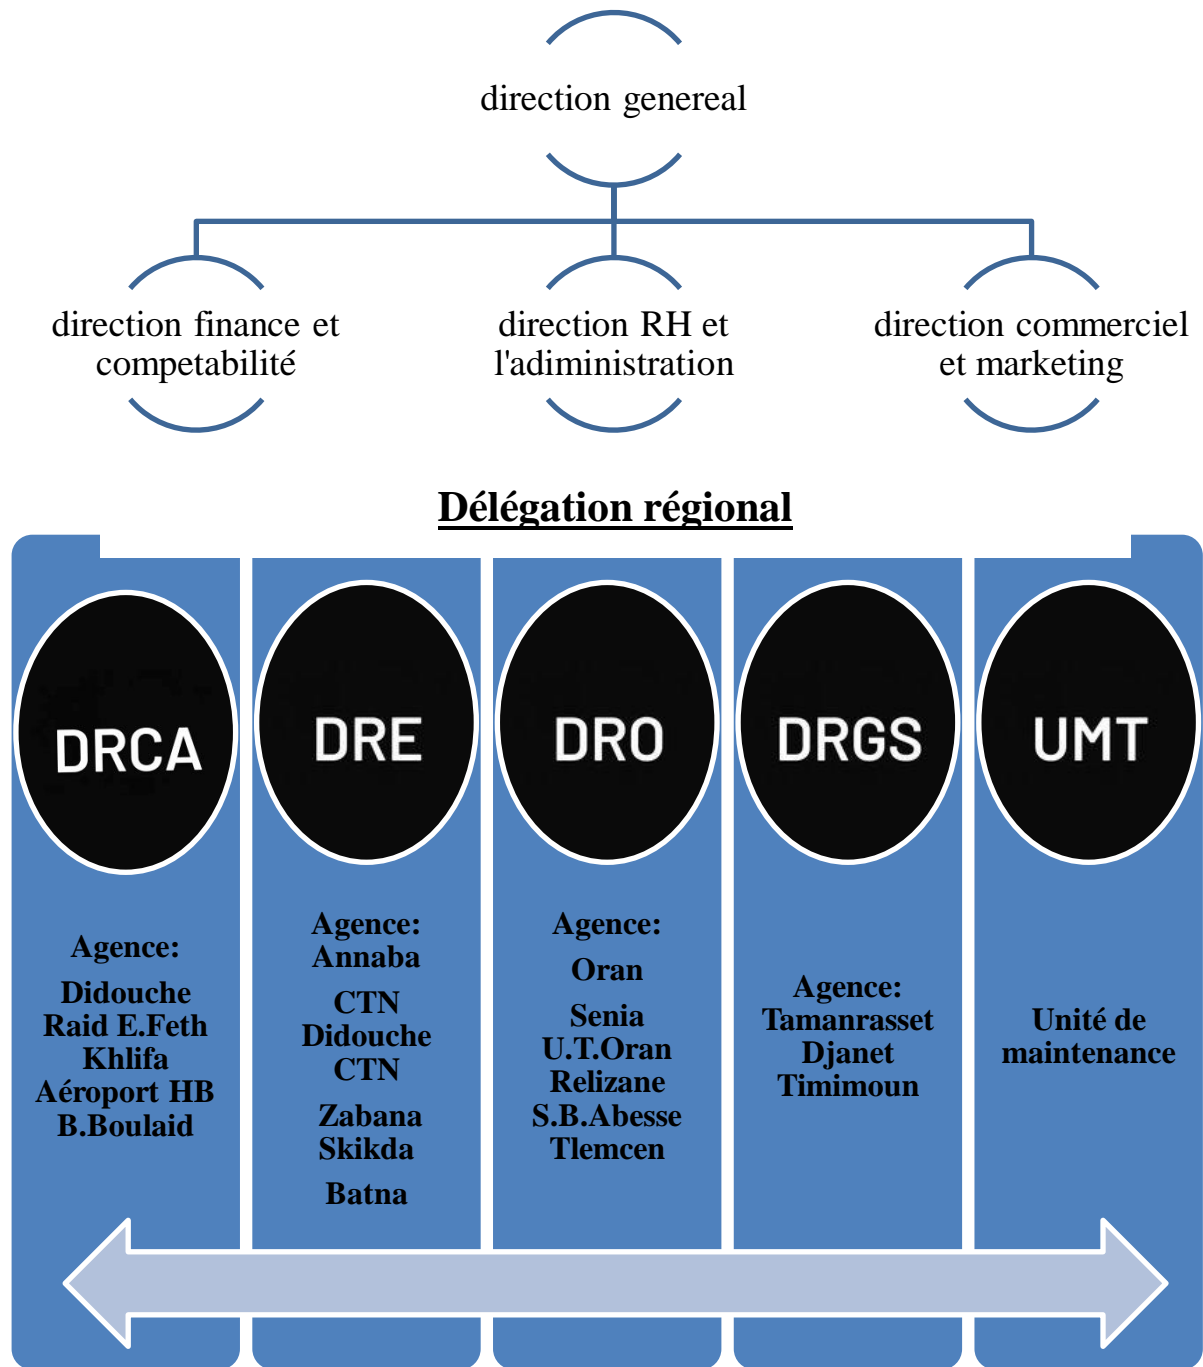 direction genereal
direction finance et
compétabilité
direction RH et
l'adiministration
direction commerciel
et marketing
Délégation régional
DRCA
Agence:
Didouche
Raid E.Feth
Khlifa
Aéroport HB
B.Boulaid
DRE
Agence:
Annaba
CTN
Didouche
CTN
Zabana
Skikda
Batna
DRO
Agence:
Oran
Senia
U.T.Oran
Relizane
S.B.Abesse
Tlemcen
DRGS
Agence:
Tamanrasset
Djanet
Timimoun
UMT
Unité de
maintenance